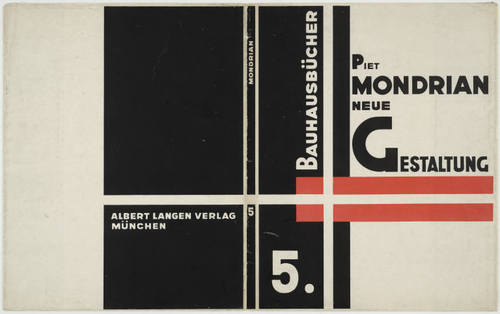 ALBERT LANGEN VERLAG
MÜNCHEN
MONDRIAN
5
BAUHAUSBÜCHER
5.
PIET
MONDRIAN
NEUE
GESTALTUNG